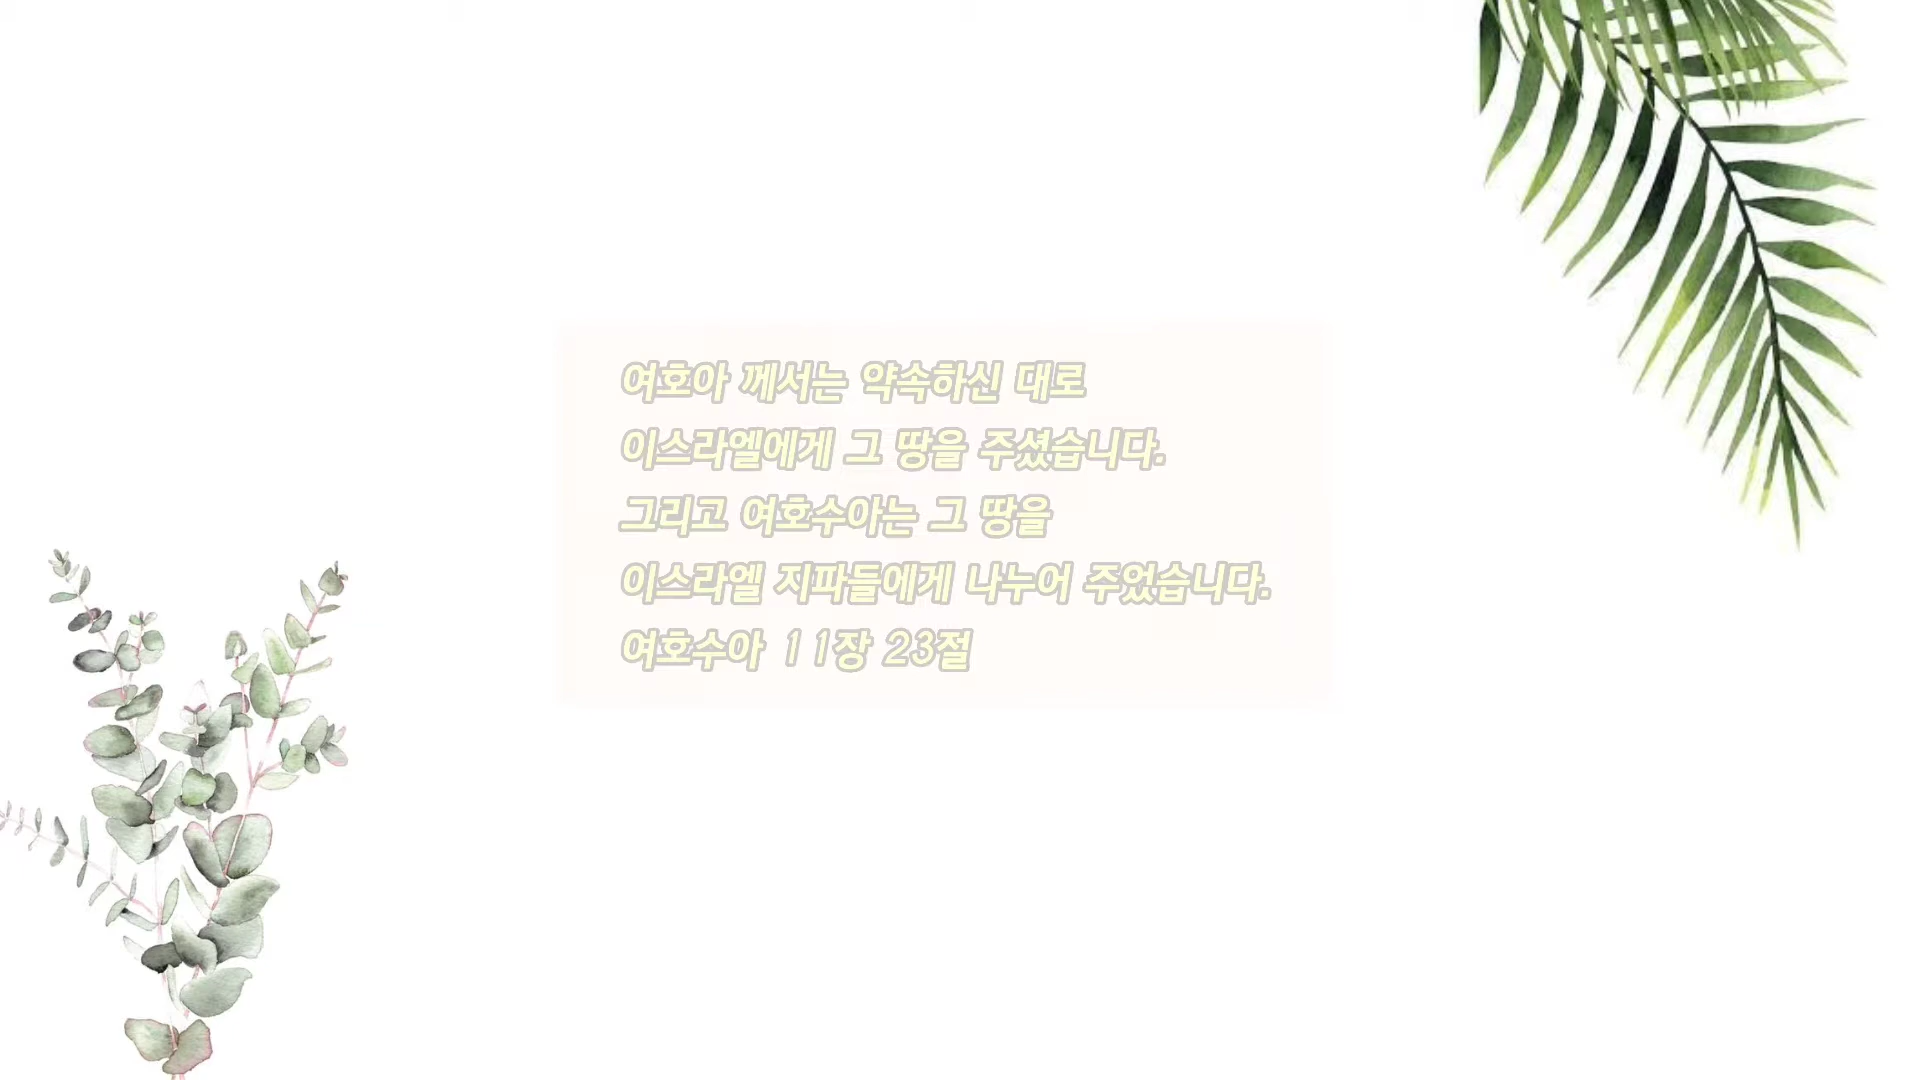 여호아 께서는 약속하신 대로
이스라엘에게 그 땅을 주셨습니다.
그리고 여호수아는 그 땅을
이스라엘 지파들에게 나누어 주었습니다.
여호수아 11장 23절